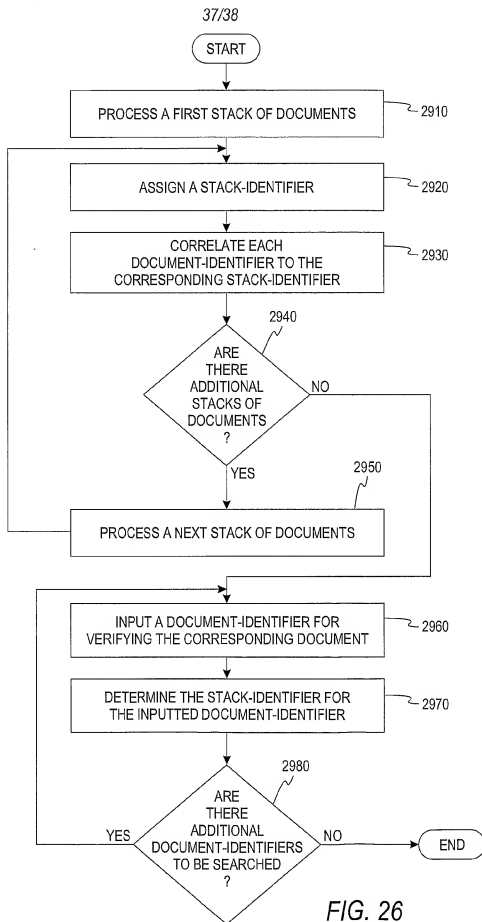 37/38
START
PROCESS A FIRST STACK OF DOCUMENTS
2910
ASSIGN A STACK-IDENTIFIER
2920
CORRELATE EACH
DOCUMENT-IDENTIFIER TO THE
CORRESPONDING STACK-IDENTIFIER
2930
2940
ARE
THERE
ADDITIONAL
STACKS OF
DOCUMENTS
?
NO
YES
2950
PROCESS A NEXT STACK OF DOCUMENTS
INPUT A DOCUMENT-IDENTIFIER FOR
VERIFYING THE CORRESPONDING DOCUMENT
2960
DETERMINE THE STACK-IDENTIFIER FOR
THE INPUTTED DOCUMENT-IDENTIFIER
2970
2980
ARE
THERE
ADDITIONAL
DOCUMENT-IDENTIFIERS
TO BE SEARCHED
?
YES
NO
END
FIG. 26